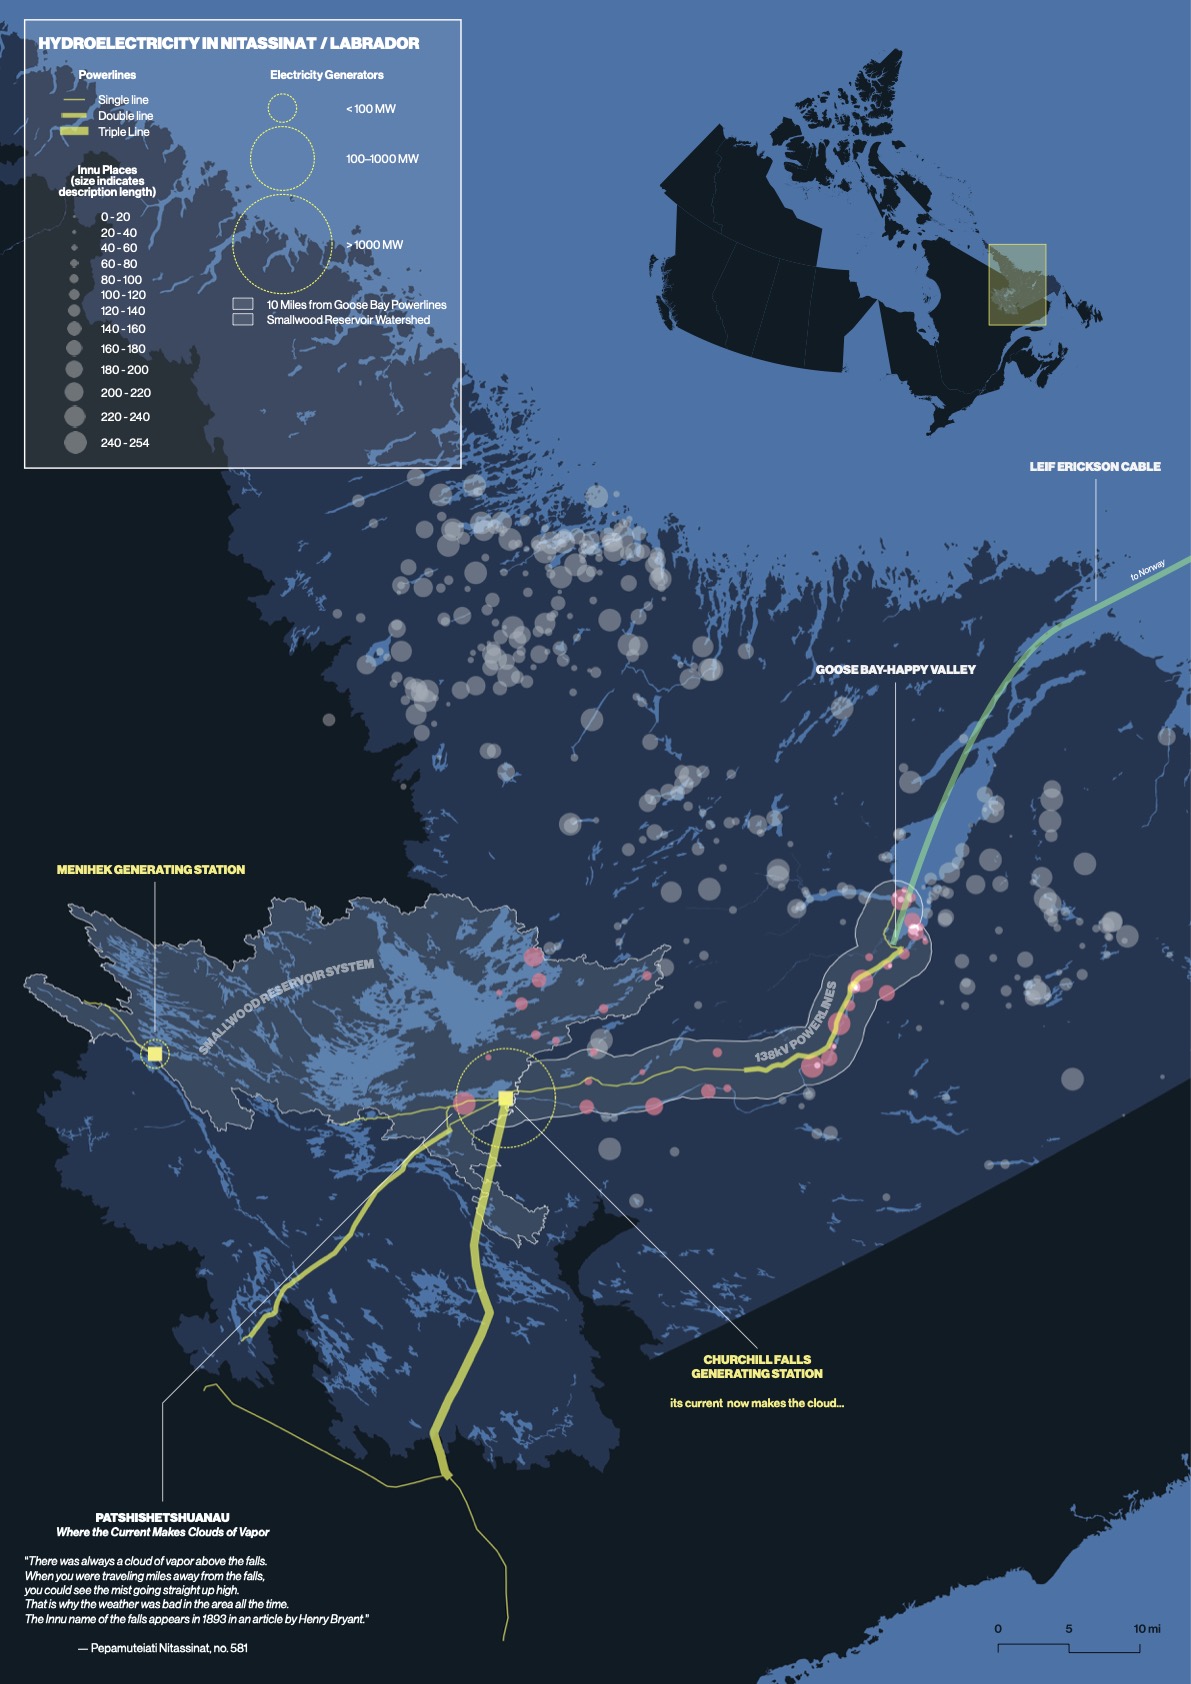 HYDROELECTRICITY IN NITASSINAT / LABRADOR
Powerlines
Single line
Double line
Triple Line
Innu Places
(size indicates
description length)
0 - 20
20 - 40
40 - 60
60 - 80
80 - 100
100 - 120
120 - 140
140 - 160
160 - 180
180 - 200
200 - 220
220 - 240
240 - 254
Electricity Generators
< 100 MW
100–1000 MW
> 1000 MW
10 Miles from Goose Bay Powerlines
Smallwood Reservoir Watershed
LEIF ERICKSON CABLE
to Norway
GOOSE BAY-HAPPY VALLEY
MENIHEK GENERATING STATION
SMALLWOOD RESERVOIR SYSTEM
138kV POWERLINES
CHURCHILL FALLS
GENERATING STATION
its current now makes the cloud...
PATSHISHETSHUANAU
Where the Current Makes Clouds of Vapor
"There was always a cloud of vapor above the falls.
When you were traveling miles away from the falls,
you could see the mist going straight up high.
That is why the weather was bad in the area all the time.
The Innu name of the falls appears in 1893 in an article by Henry Bryant."
— Pepamuteiati Nitassinat, no. 581
0 5 10 mi